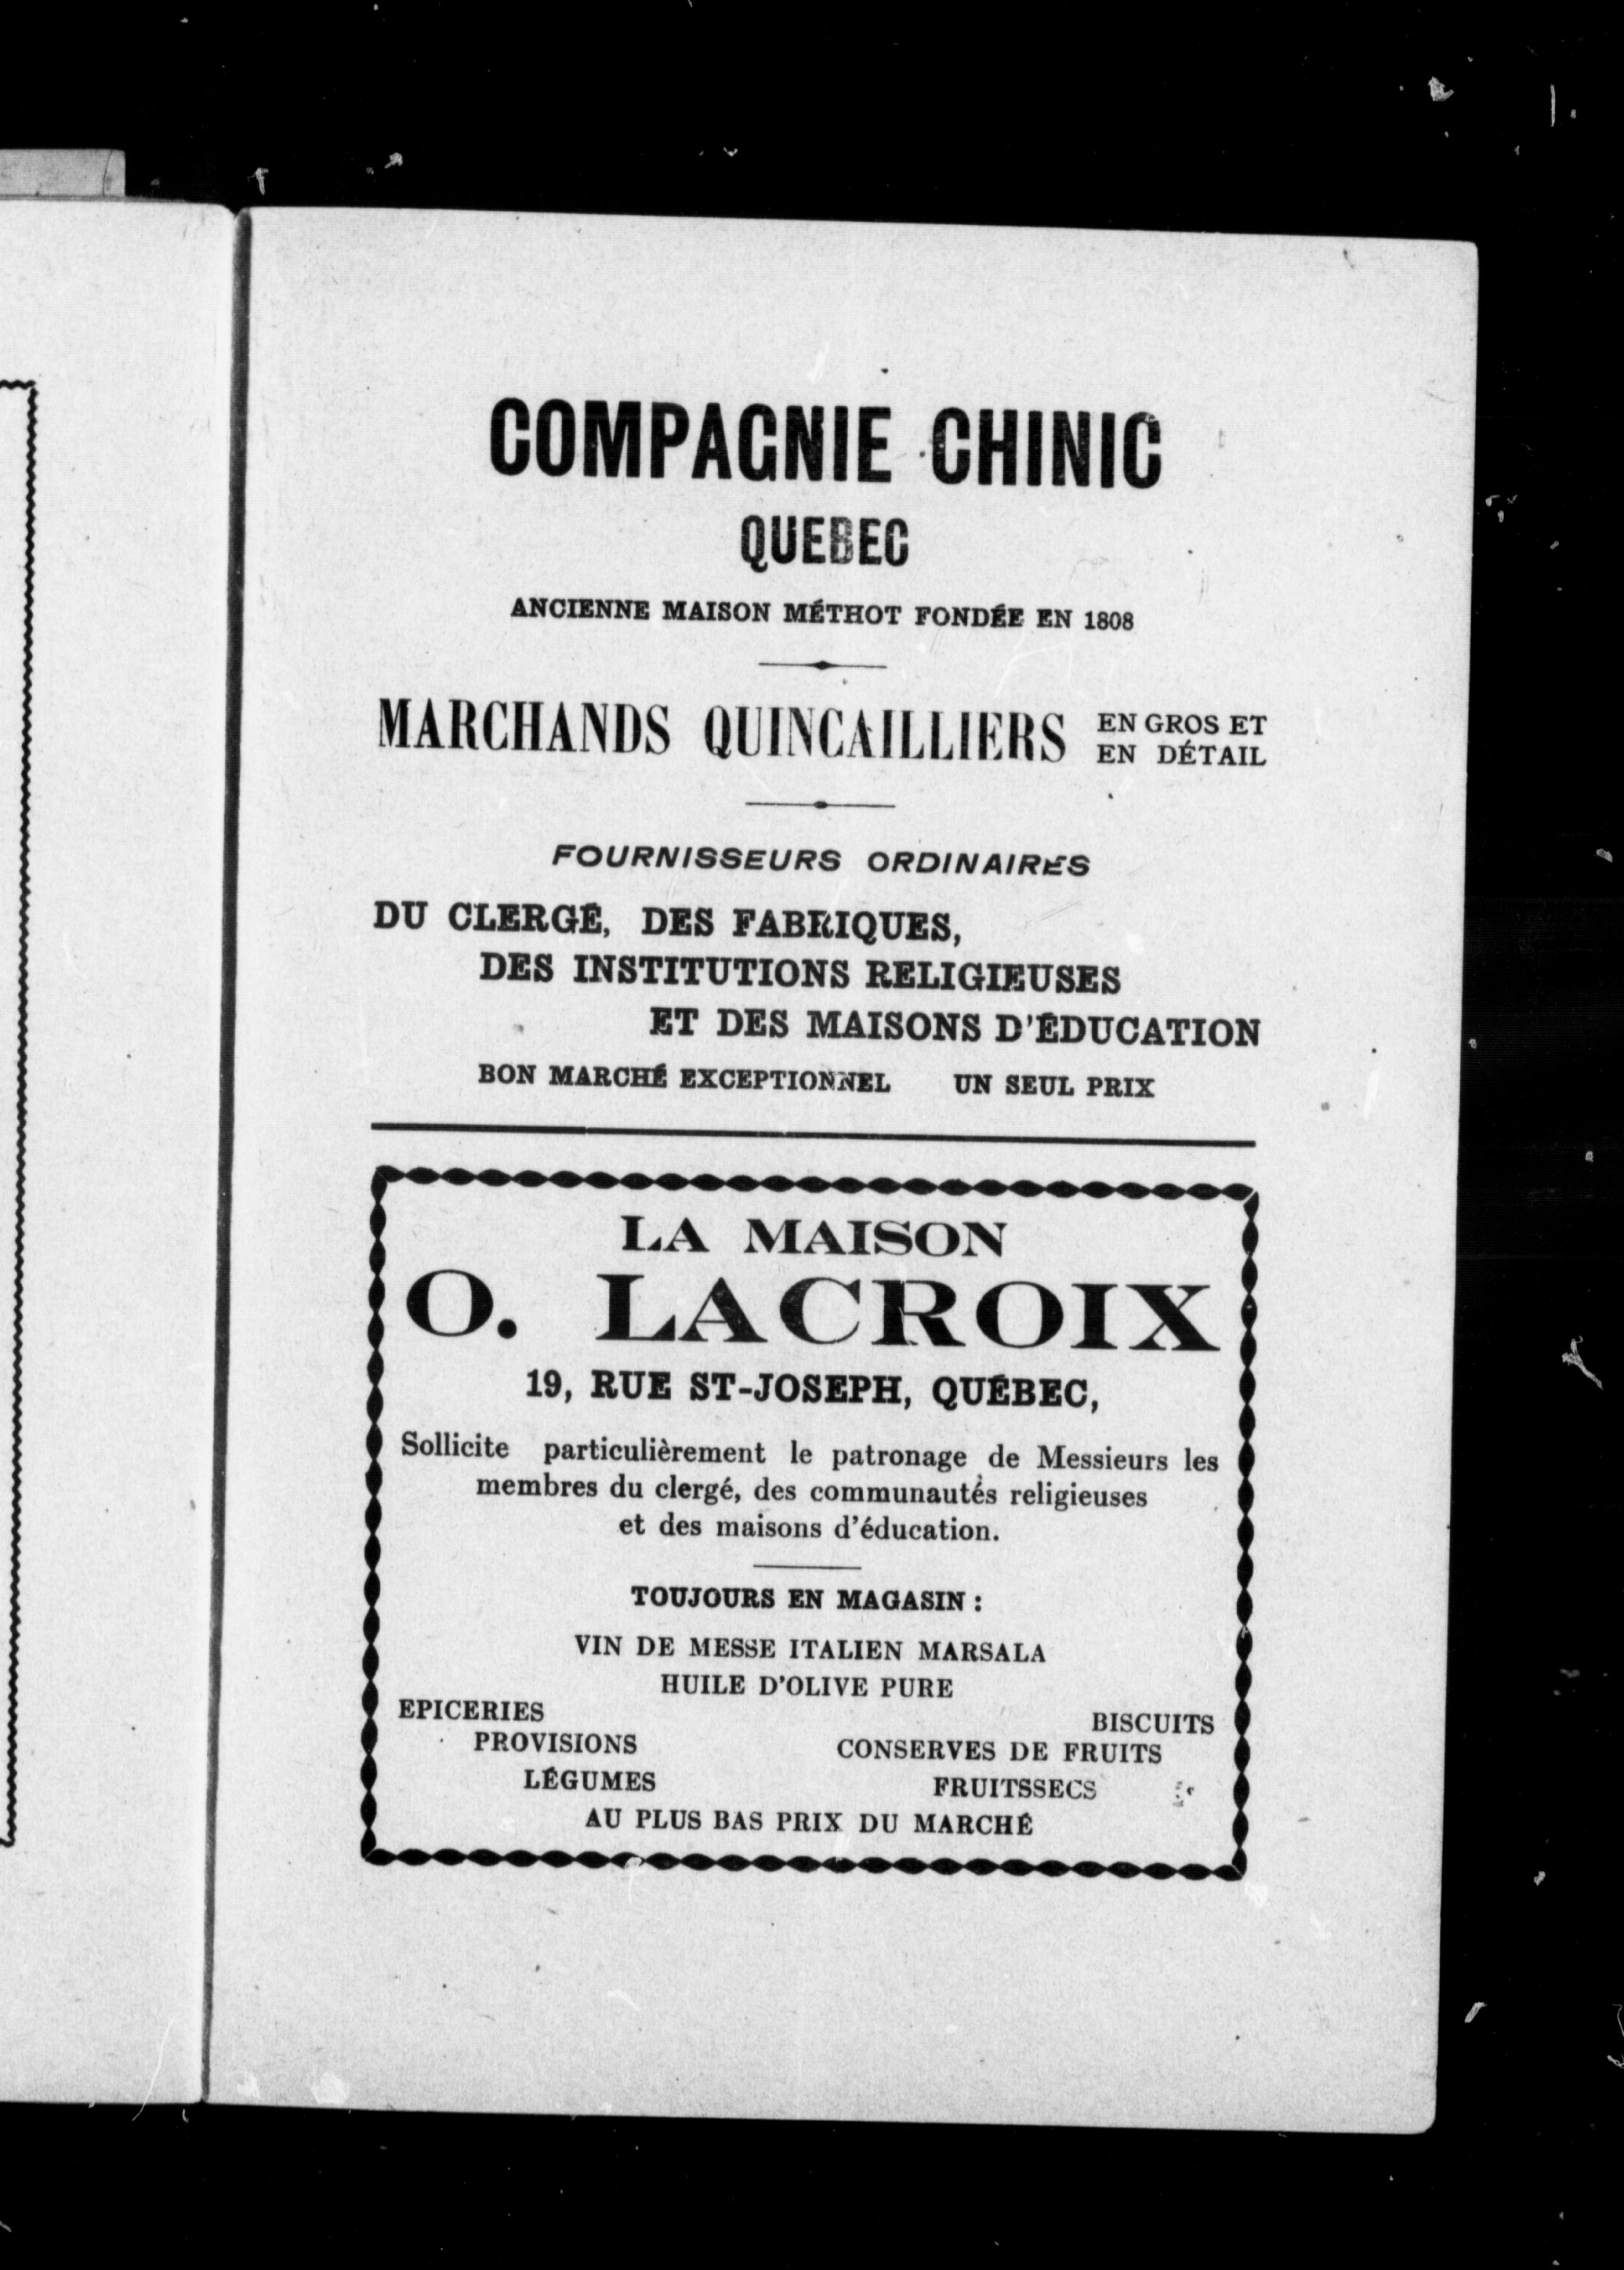 COMPAGNIE CHINIC
QUEBEC
ANCIENNE MAISON MÉTHOT FONDÉE EN 1808
MARCHANDS QUINCAILLIERS EN GROS ET
EN DÉTAIL
FOURNISSEURS ORDINAIRES
DU CLERGÉ, DES FABRIQUES,
DES INSTITUTIONS RELIGIEUSES
ET DES MAISONS D'ÉDUCATION
BON MARCHÉ EXCEPTIONNEL UN SEUL PRIX
LA MAISON
O. LACROIX
19, RUE ST-JOSEPH, QUÉBEC,
Sollicite particulièrement le patronage de Messieurs les
membres du clergé, des communautés religieuses
et des maisons d'éducation.
TOUJOURS EN MAGASIN :
VIN DE MESSE ITALIEN MARSALA
HUILE D'OLIVE PURE
EPICERIES BISCUITS
PROVISIONS CONSERVES DE FRUITS
LÉGUMES FRUITSSECS
AU PLUS BAS PRIX DU MARCHÉ